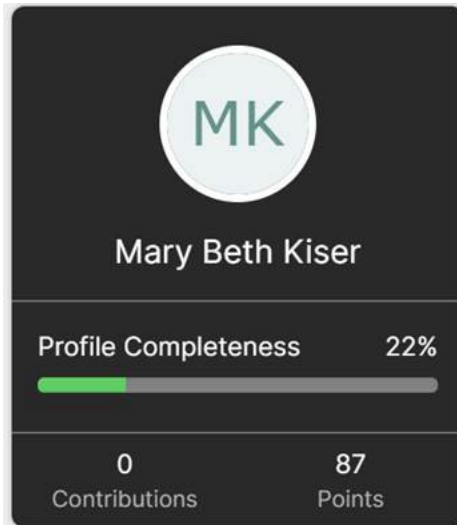 MK
Mary Beth Kiser
Profile Completeness 22%
0 87
Contributions Points